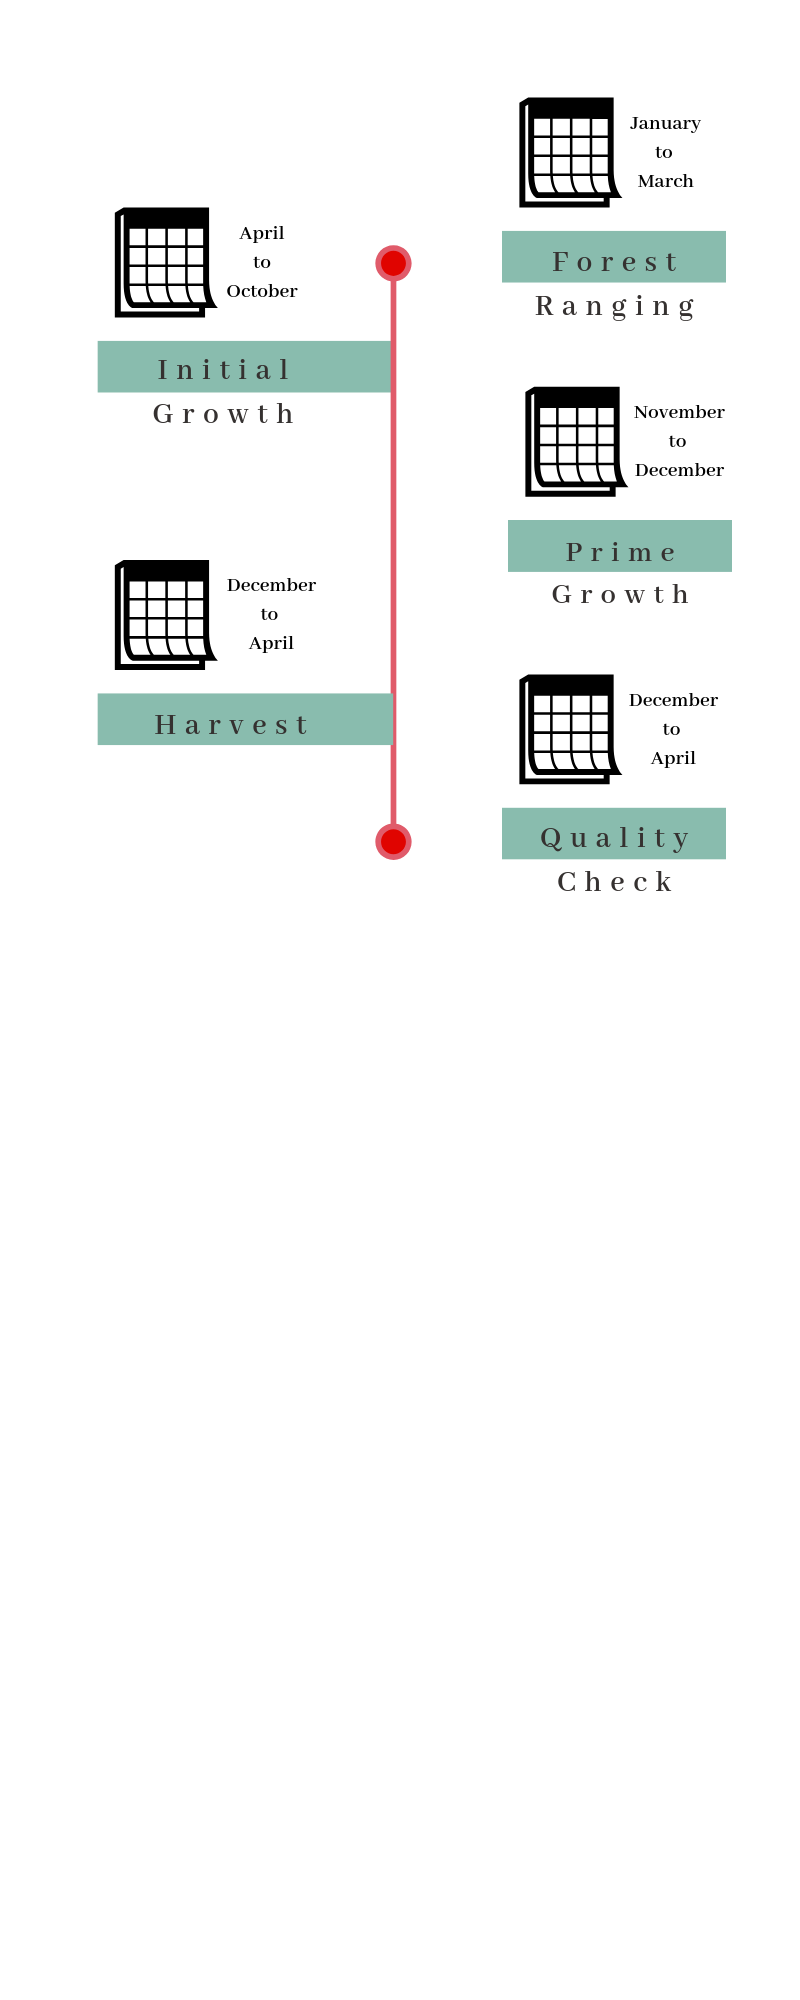 January
to
March
Forest
Ranging
April
to
October
Initial
Growth
November
to
December
Prime
Growth
December
to
April
Harvest
December
to
April
Quality
Check